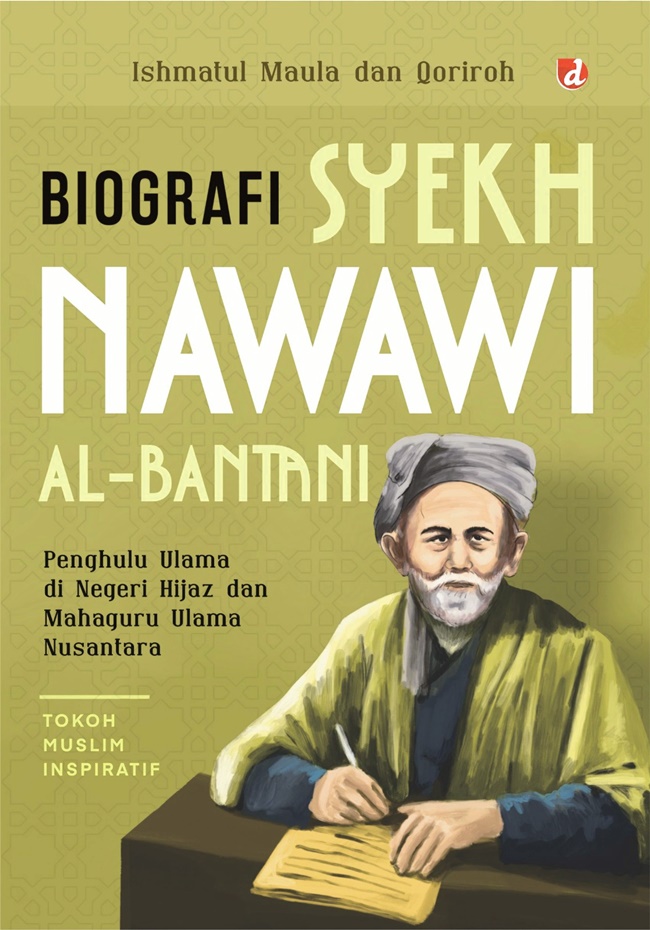 Ishmatul Maula dan Qoriroh
d
BIOGRAFI SYEKH
NAWAWI
AL-BANTANI
Penghulu Ulama
di Negeri Hijaz dan
Mahaguru Ulama
Nusantara
TOKOH
MUSLIM
INSPIRATIF